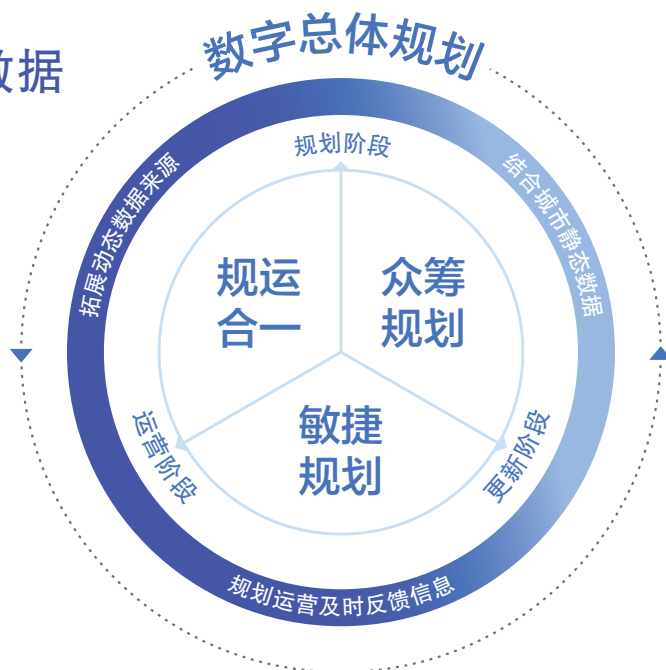 数字总体规划
数据
规划阶段
拓展动态数据来源
结合城市静态数据
规运
合一
众筹
规划
敏捷
规划
运营阶段
更新阶段
规划运营及时反馈信息